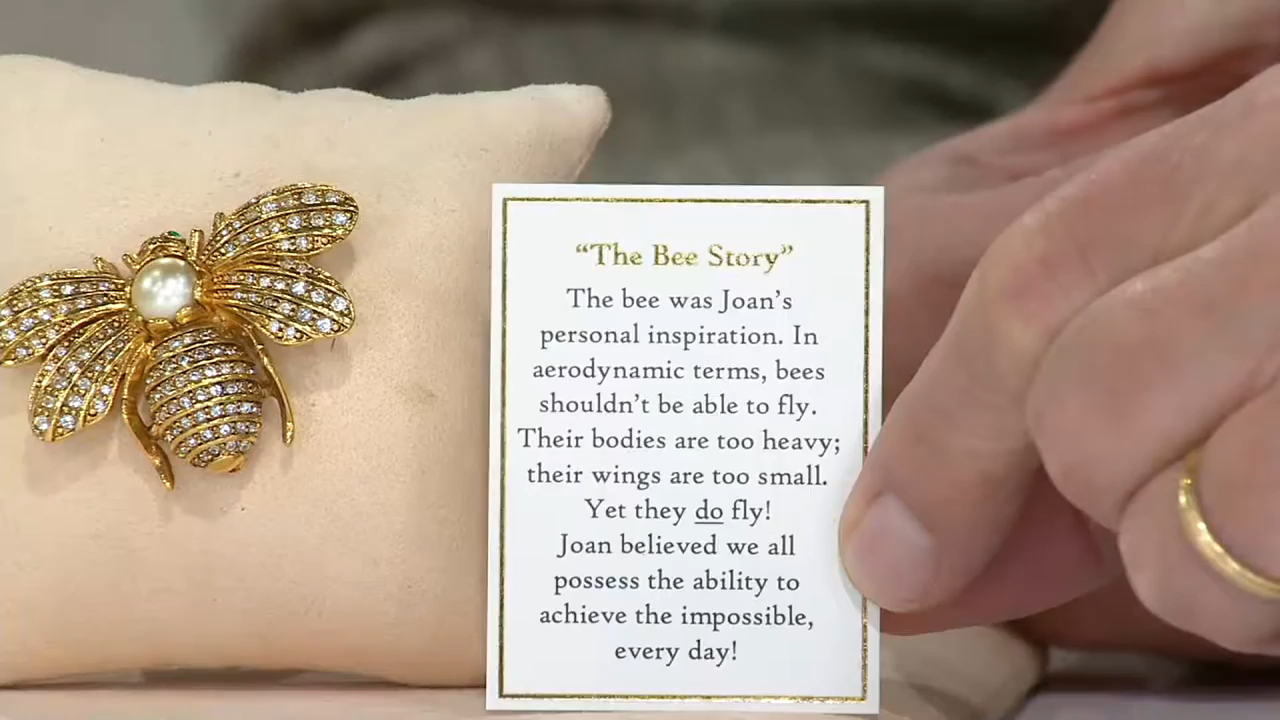 “The Bee Story”
The bee was Joan’s
personal inspiration. In
aerodynamic terms, bees
shouldn’t be able to fly.
Their bodies are too heavy;
their wings are too small.
Yet they do fly!
Joan believed we all
possess the ability to
achieve the impossible,
every day!